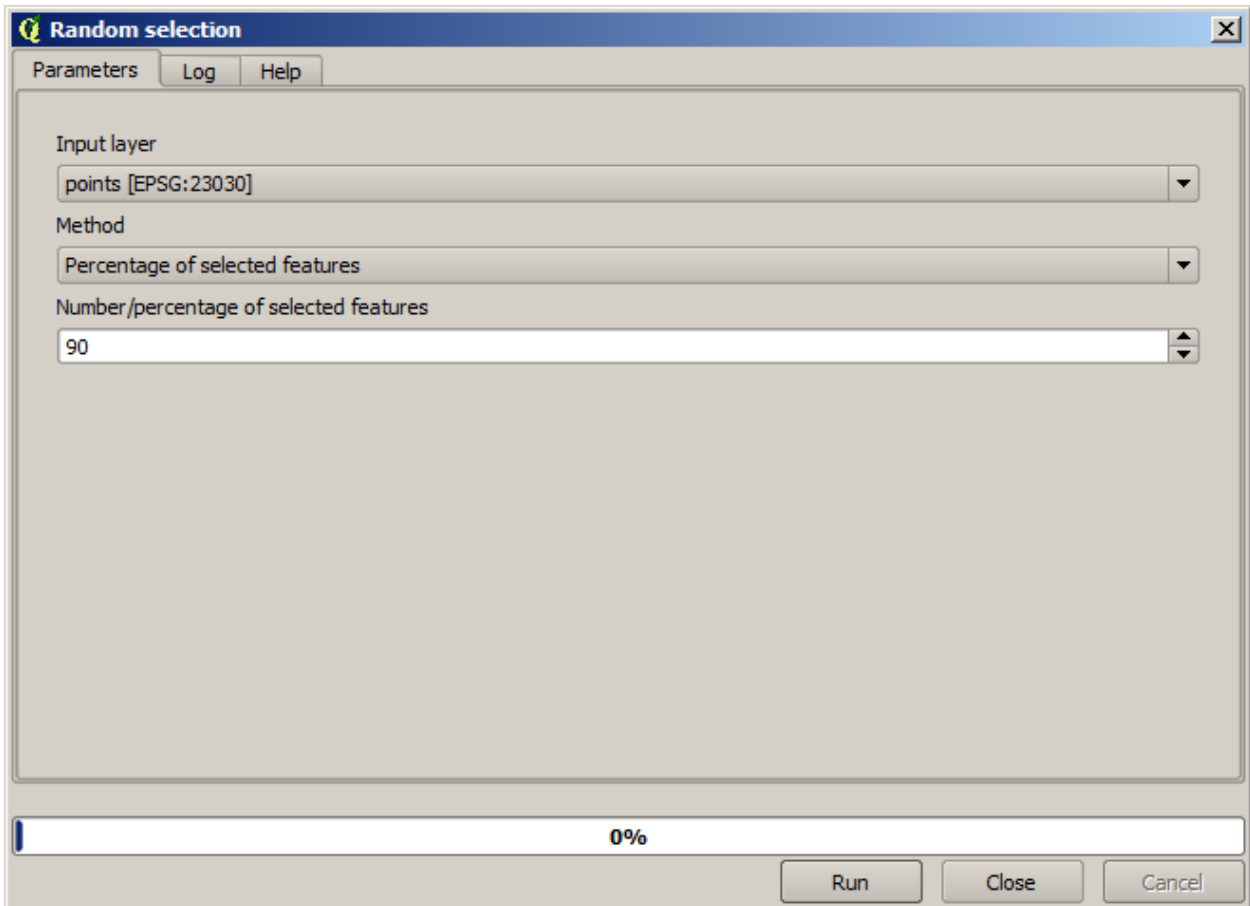 Random selection
Parameters Log Help
Input layer
points [EPSG:23030]
Method
Percentage of selected features
Number/percentage of selected features
90
0%
Run Close Cancel